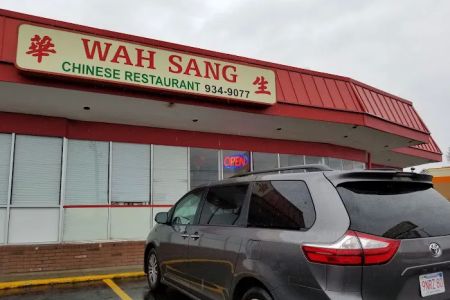 華 WAH SANG 生
CHINESE RESTAURANT 934-9077
OPEN